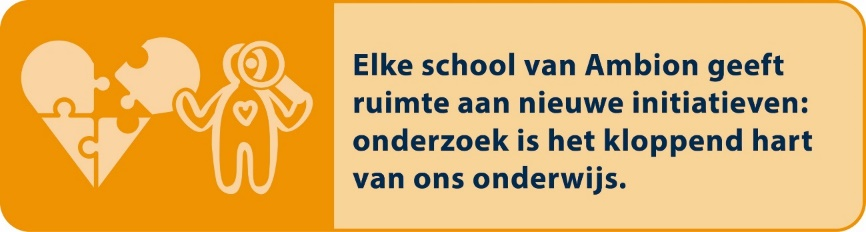 Elke school van Ambion geeft
ruimte aan nieuwe initiatieven:
onderzoek is het kloppend hart
van ons onderwijs.